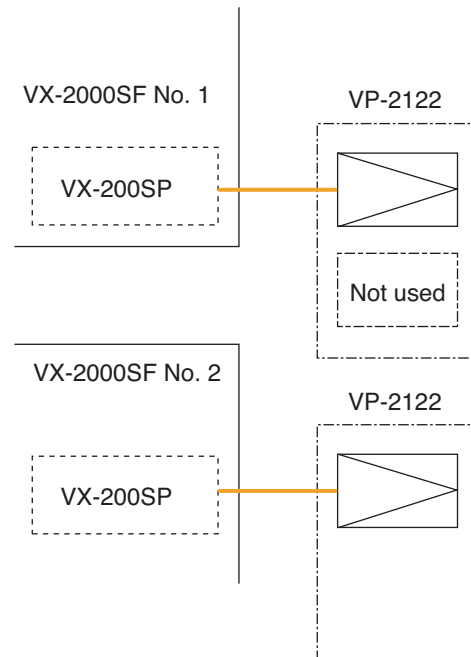 VX-2000SF No. 1
VP-2122
VX-200SP
Not used
VX-2000SF No. 2
VP-2122
VX-200SP